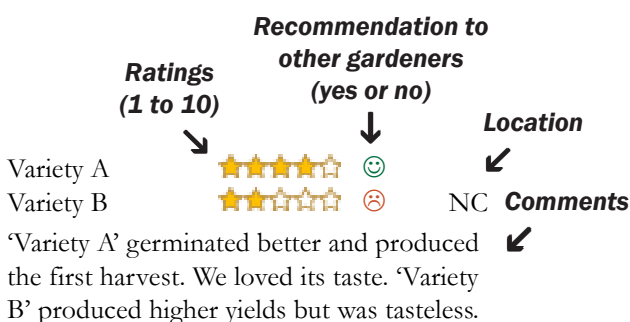 Recommendation to
other gardeners
(yes or no)
Ratings
(1 to 10)
Location
Variety A
Variety B NC Comments
‘Variety A’ germinated better and produced
the first harvest. We loved its taste. ‘Variety
B’ produced higher yields but was tasteless.